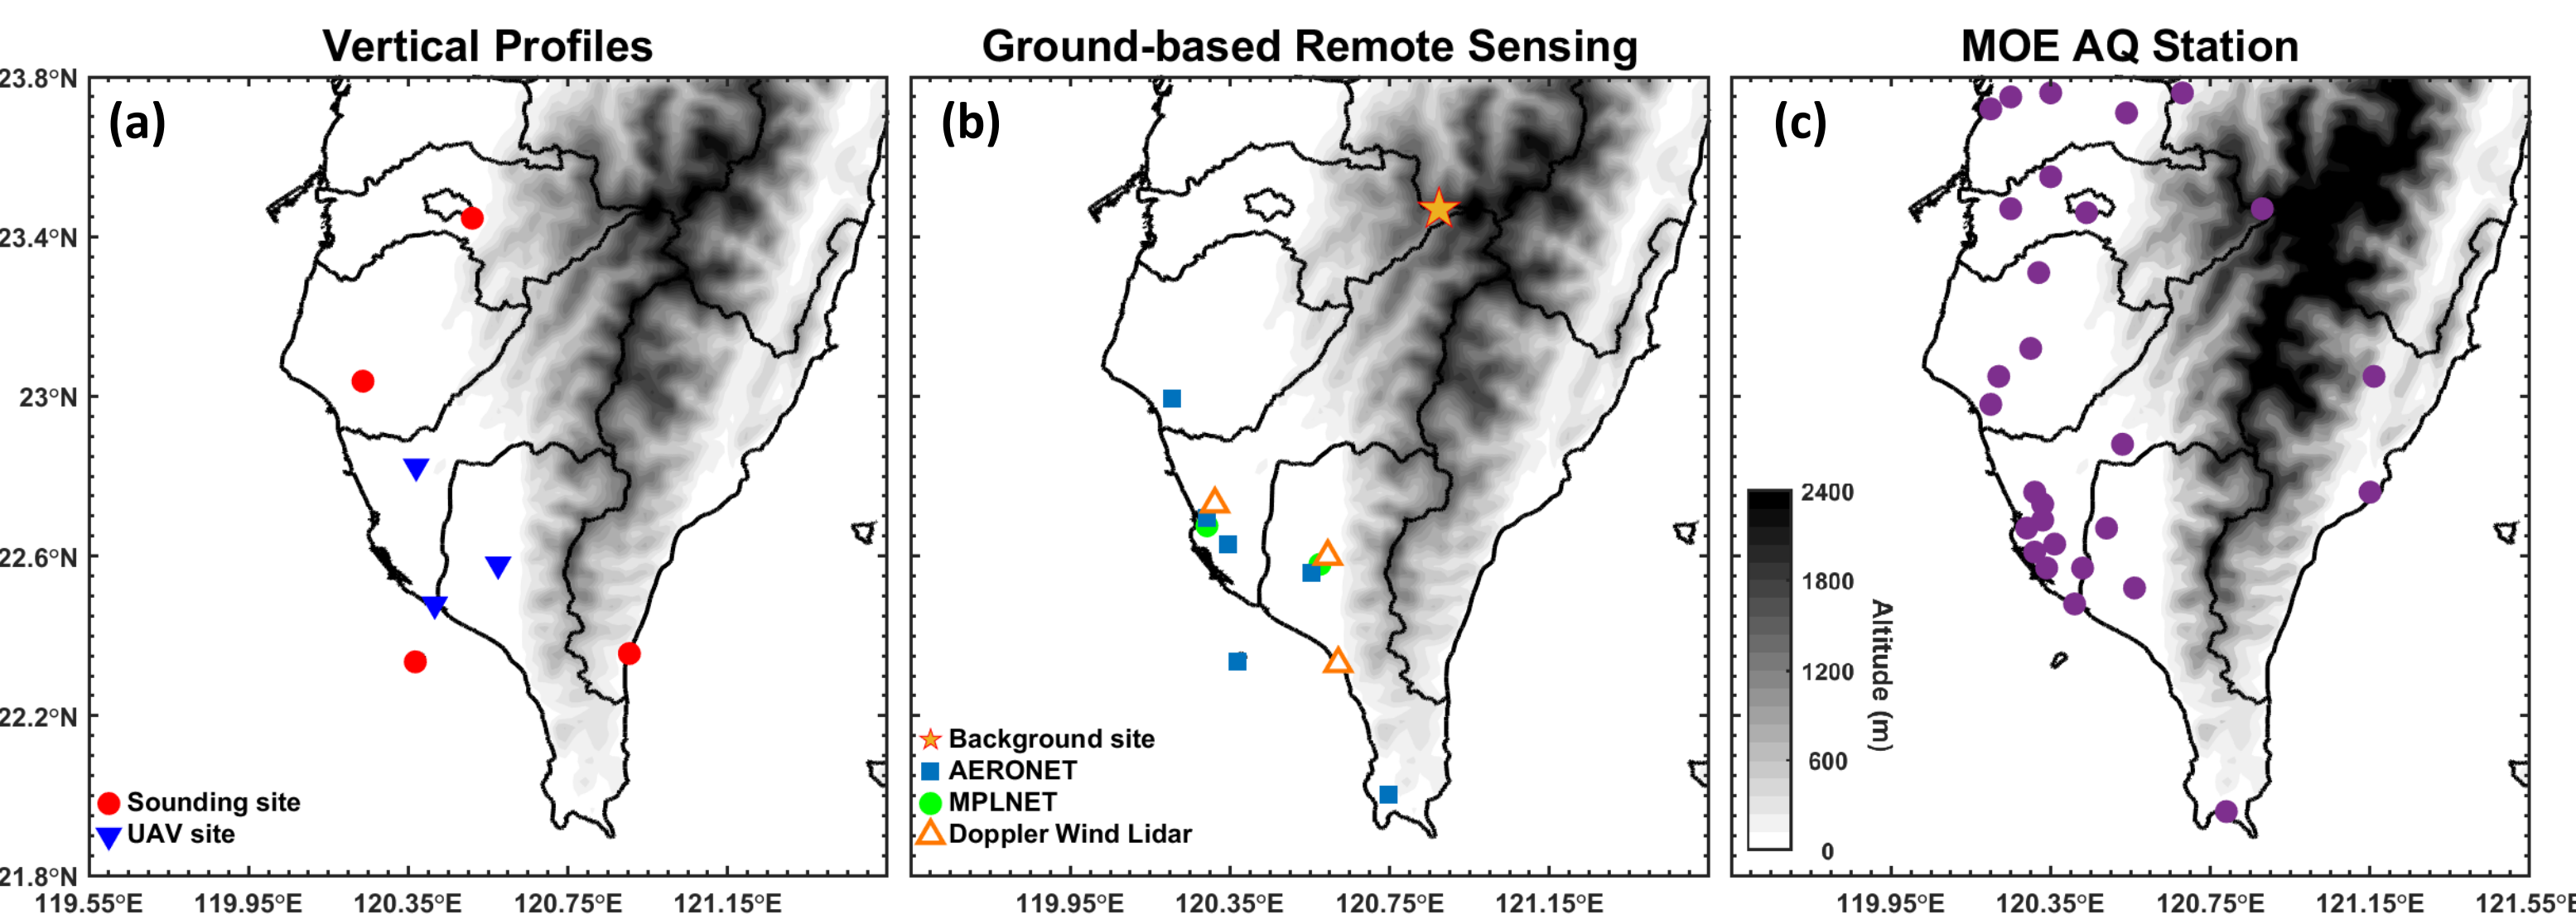 Vertical Profiles
Ground-based Remote Sensing
MOE AQ Station
(a)
(b)
(c)
23.8°N
23.4°N
23°N
22.6°N
22.2°N
21.8°N
Sounding site
UAV site
Background site
AERONET
MPLNET
Doppler Wind Lidar
2400
1800
1200
600
0
Altitude (m)
119.55°E 119.95°E 120.35°E 120.75°E 121.15°E
119.95°E 120.35°E 120.75°E 121.15°E
119.95°E 120.35°E 120.75°E 121.15°E 121.55°E